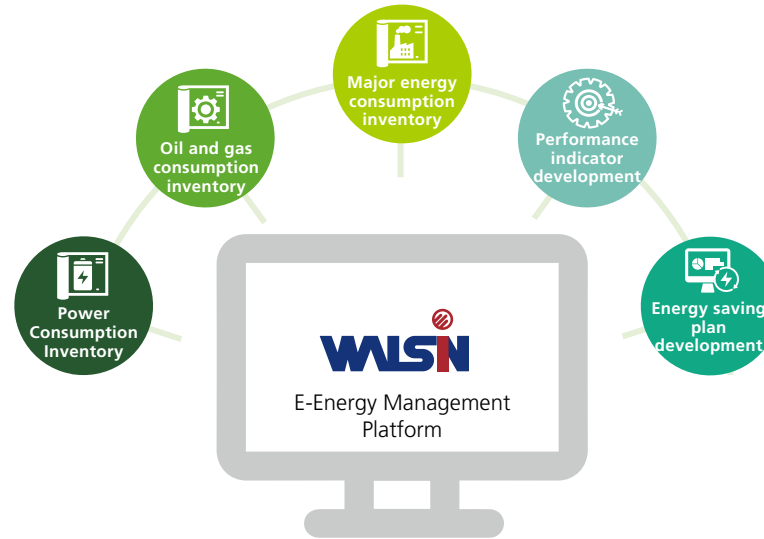 Major energy
consumption
inventory
Oil and gas
consumption
inventory
Performance
indicator
development
Power
Consumption
Inventory
Energy saving
plan
development
WALSIN
E-Energy Management
Platform